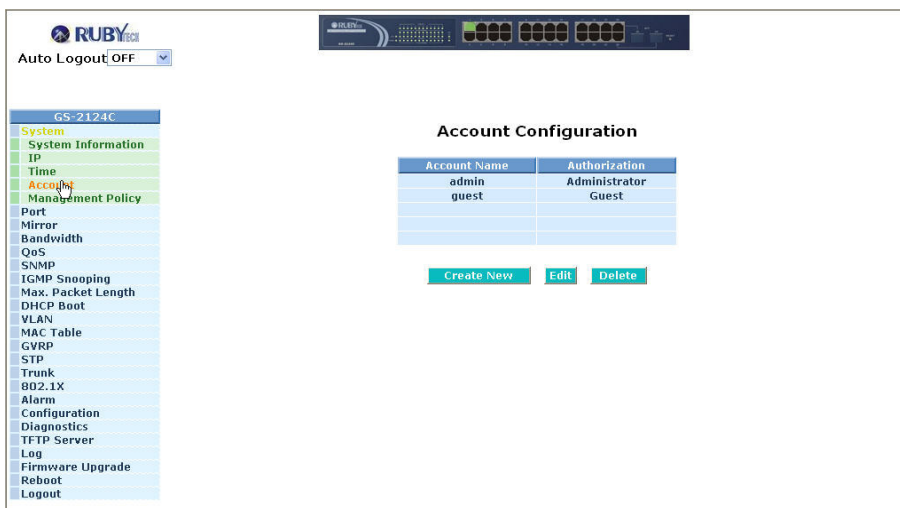 RUBYTECH
Auto Logout OFF
GS-2124C
System
System Information
IP
Time
Account
Management Policy
Port
Mirror
Bandwidth
QoS
SNMP
IGMP Snooping
Max. Packet Length
DHCP Boot
VLAN
MAC Table
GVRP
STP
Trunk
802.1X
Alarm
Configuration
Diagnostics
TFTP Server
Log
Firmware Upgrade
Reboot
Logout
Account Configuration
Account Name Authorization
admin Administrator
guest Guest
Create New Edit Delete